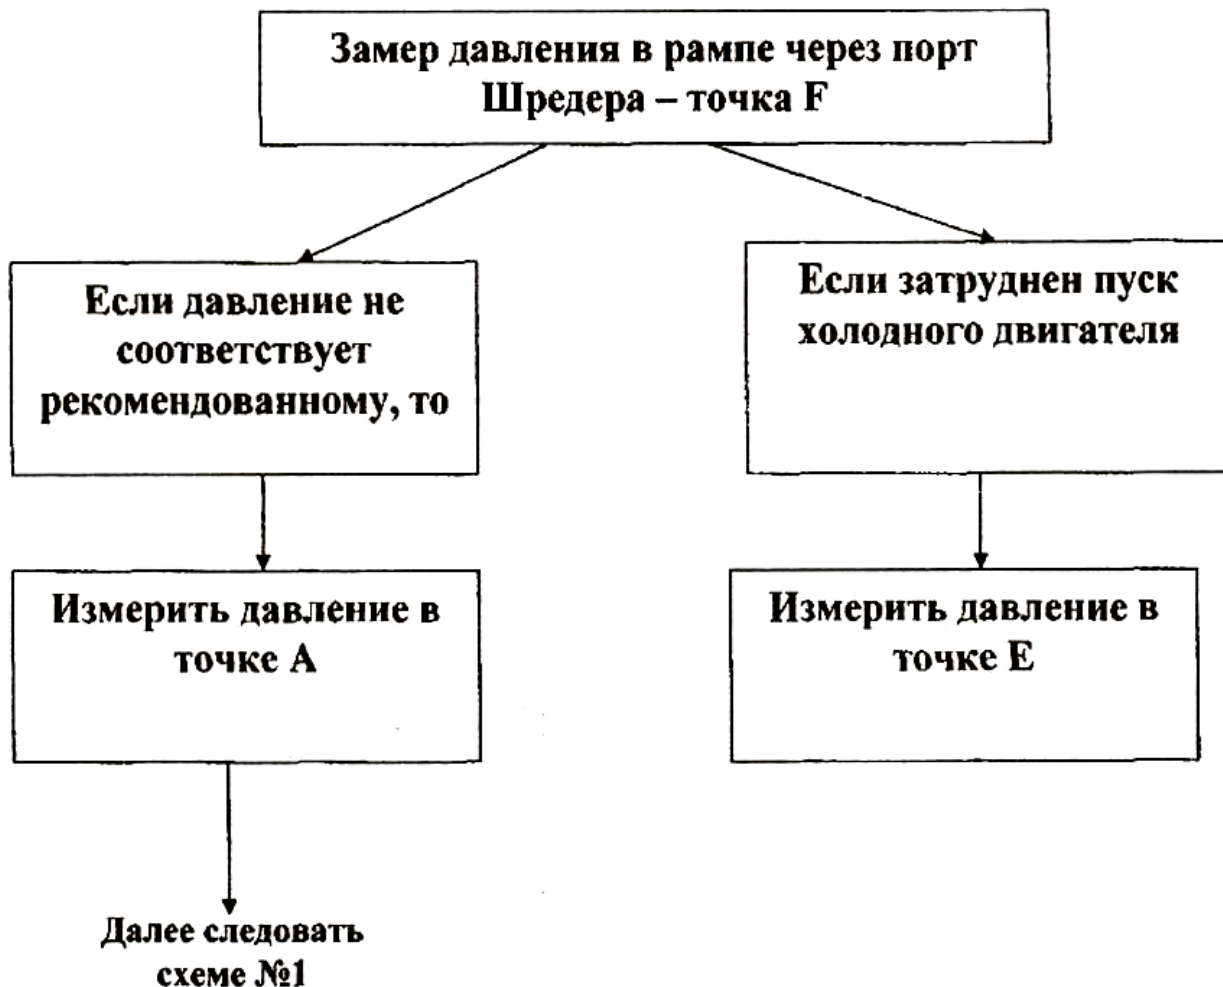 Замер давления в рампе через порт
Шредера – точка F
Если давление не
соответствует
рекомендованному, то
Если затруднен пуск
холодного двигателя
Измерить давление в
точке А
Измерить давление в
точке Е
Далее следовать
схеме №1